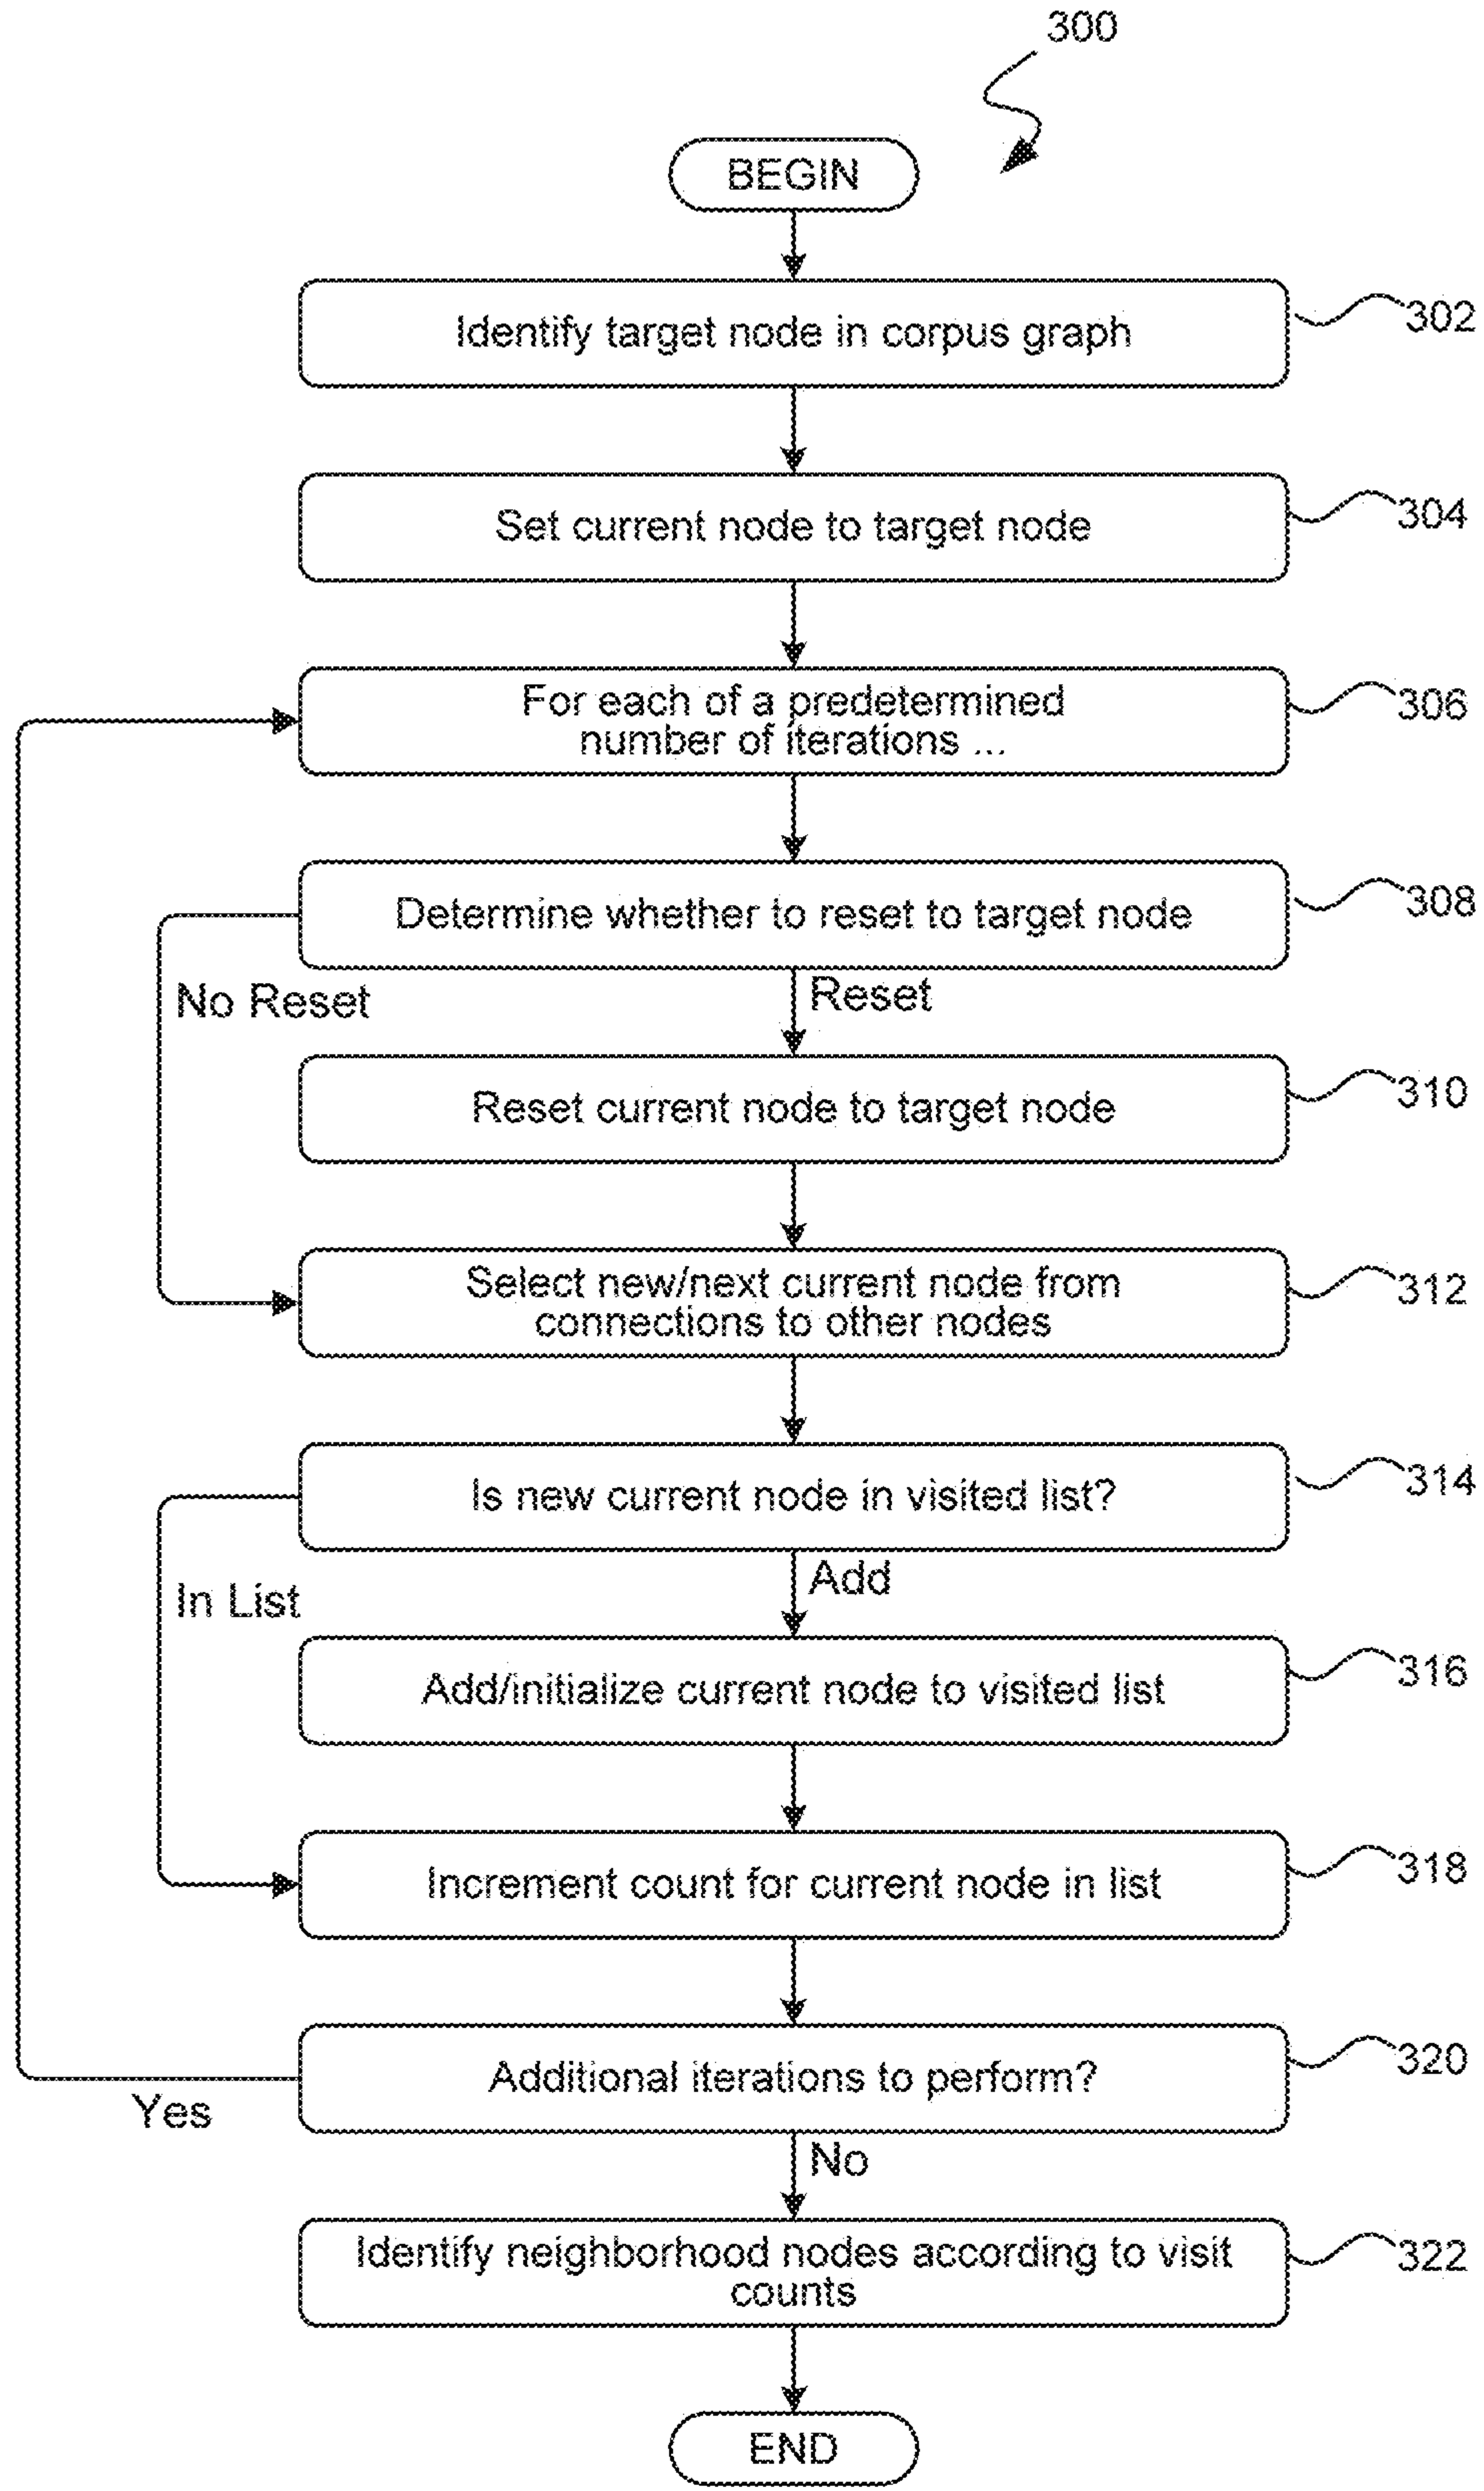 300
BEGIN
Identify target node in corpus graph
302
Set current node to target node
304
For each of a predetermined
number of iterations ...
306
Determine whether to reset to target node
308
No Reset
Reset
Reset current node to target node
310
Select new/next current node from
connections to other nodes
312
Is new current node in visited list?
314
In List
Add
Add/initialize current node to visited list
316
Increment count for current node in list
318
Additional iterations to perform?
320
Yes
No
Identify neighborhood nodes according to visit
counts
322
END